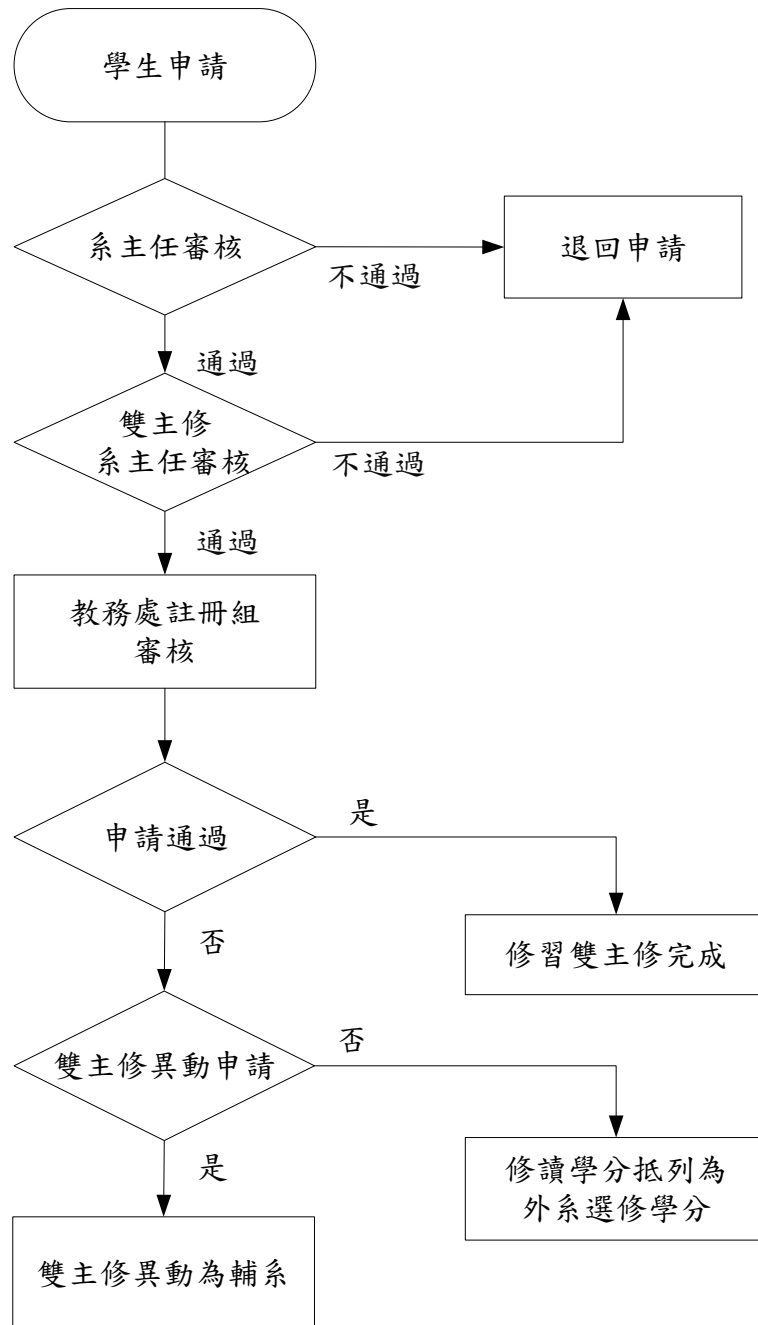 學生申請
系主任審核
退回申請
不通過
通過
雙主修
系主任審核
不通過
通過
教務處註冊組
審核
申請通過
是
否
修習雙主修完成
雙主修異動申請
否
是
修讀學分抵列為
外系選修學分
雙主修異動為輔系